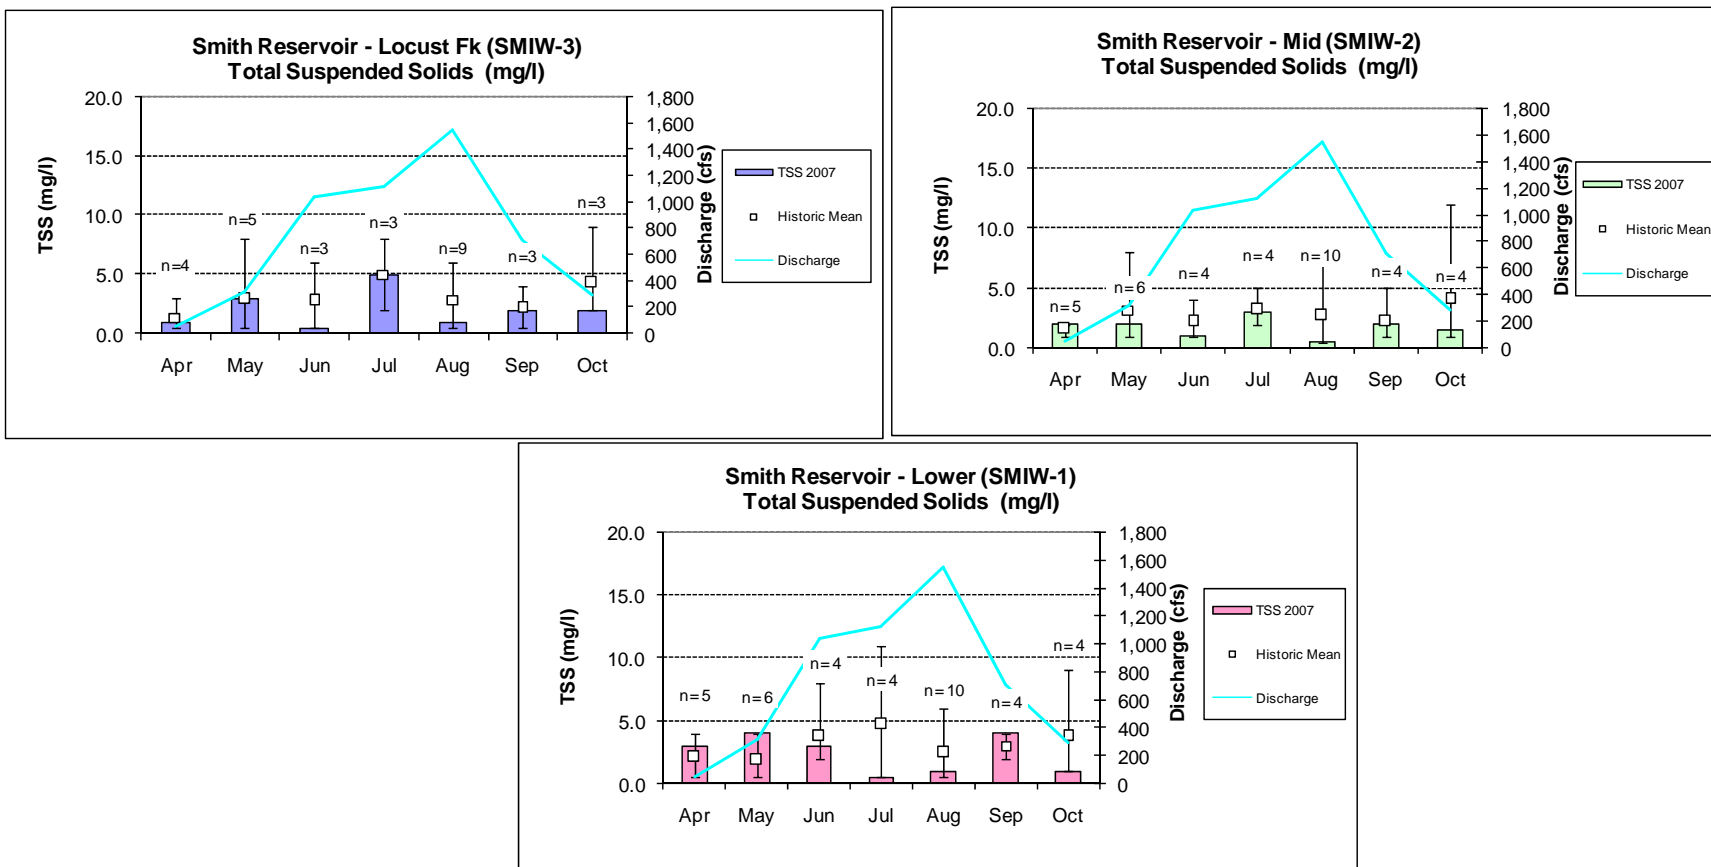 Smith Reservoir - Locust Fk (SMIW-3)
Total Suspended Solids (mg/l)
TSS (mg/l)
20.0
15.0
10.0
5.0
0.0
n=4
n=5
n=3
n=3
n=9
n=3
n=3
1,800
1,600
1,400
1,200
1,000
800
600
400
200
0
Discharge (cfs)
Apr May Jun Jul Aug Sep Oct
TSS 2007
Historic Mean
Discharge
Smith Reservoir - Mid (SMIW-2)
Total Suspended Solids (mg/l)
TSS (mg/l)
20.0
15.0
10.0
5.0
0.0
n=5
n=6
n=4
n=4
n=10
n=4
n=4
1,800
1,600
1,400
1,200
1,000
800
600
400
200
0
Discharge (cfs)
Apr May Jun Jul Aug Sep Oct
TSS 2007
Historic Mean
Discharge
Smith Reservoir - Lower (SMIW-1)
Total Suspended Solids (mg/l)
TSS (mg/l)
20.0
15.0
10.0
5.0
0.0
n=5
n=6
n=4
n=4
n=10
n=4
n=4
1,800
1,600
1,400
1,200
1,000
800
600
400
200
0
Discharge (cfs)
Apr May Jun Jul Aug Sep Oct
TSS 2007
Historic Mean
Discharge